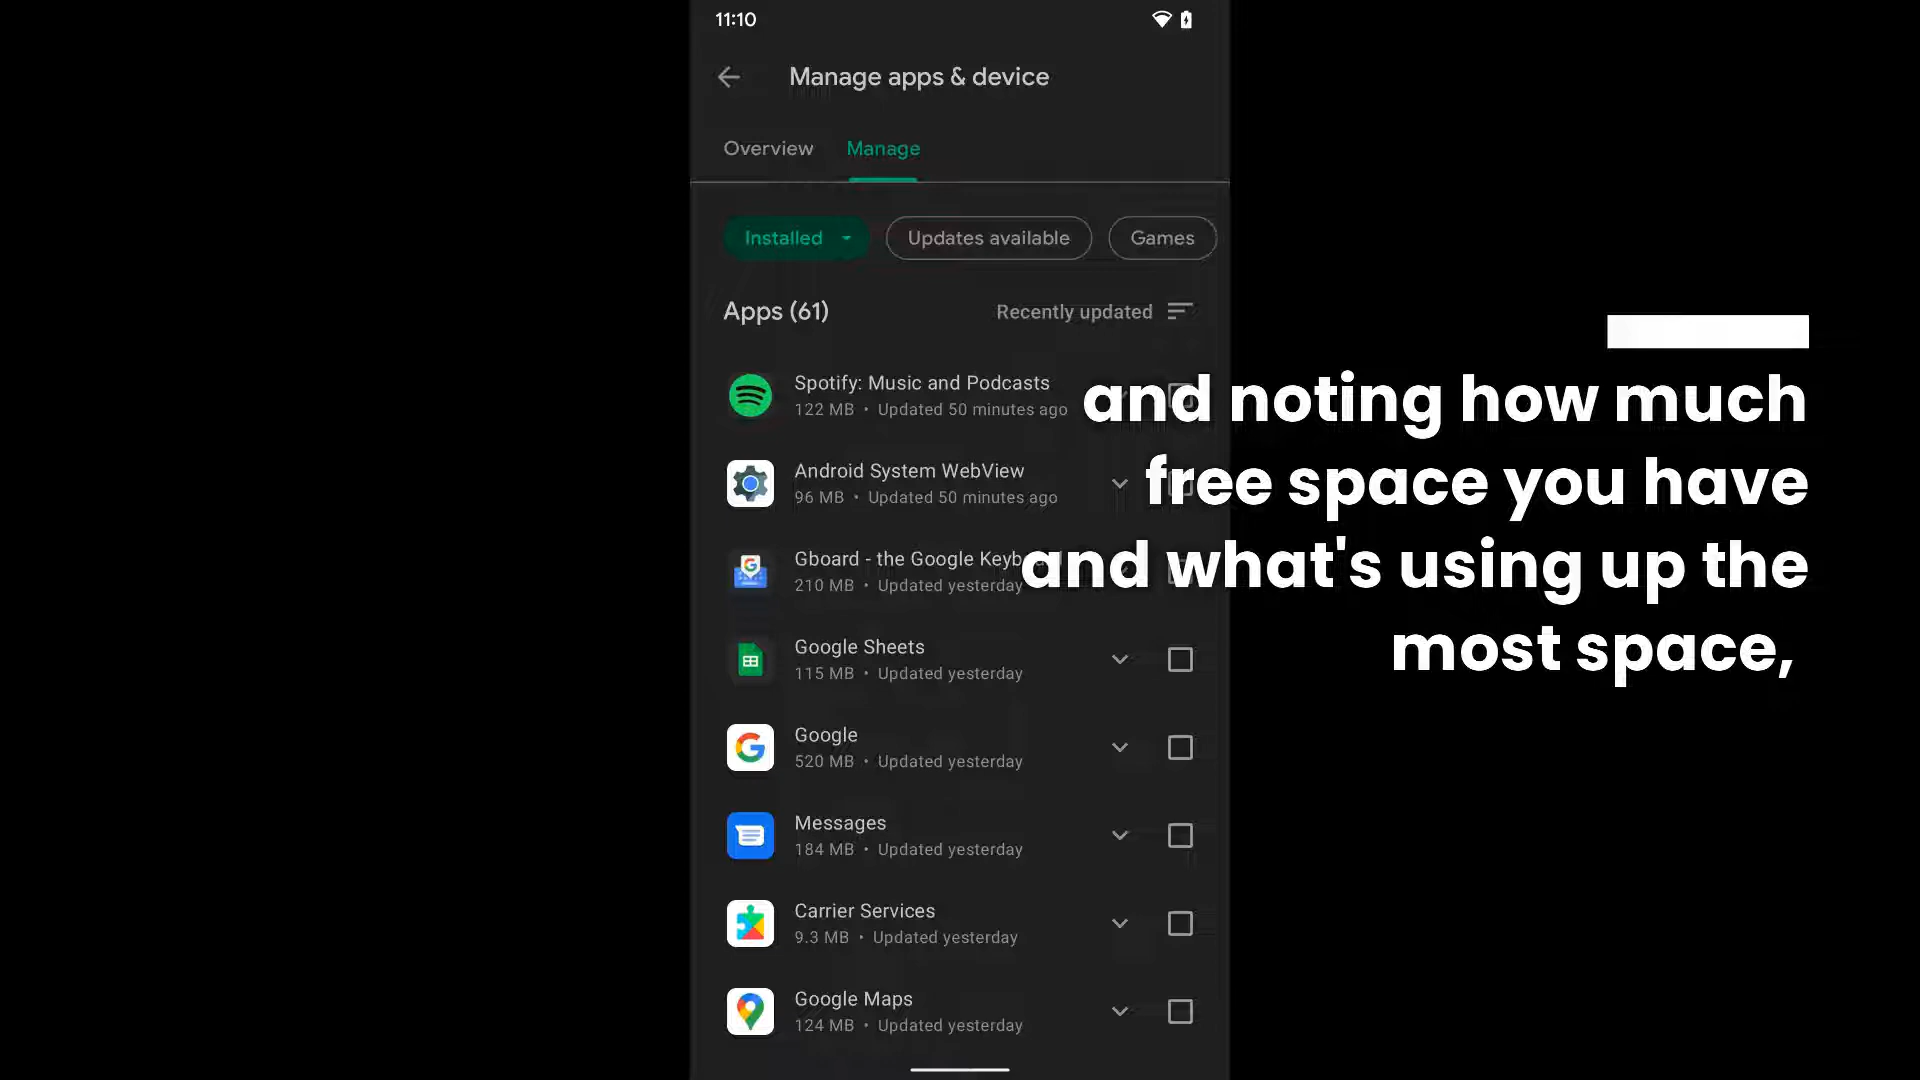 11:10
Manage apps & device
Overview
Manage
Installed
Updates available
Games
Apps (61)
Recently updated
Spotify: Music and Podcasts
122 MB • Updated 50 minutes ago
Android System WebView
96 MB • Updated 50 minutes ago
Gboard - the Google
210 MB • Updated yesterday
Google Sheets
115 MB • Updated yesterday
Google
520 MB • Updated yesterday
Messages
184 MB • Updated yesterday
Carrier Services
9.3 MB • Updated yesterday
Google Maps
124 MB • Updated yesterday
and noting how much
free space you have
and what's using up the
most space,